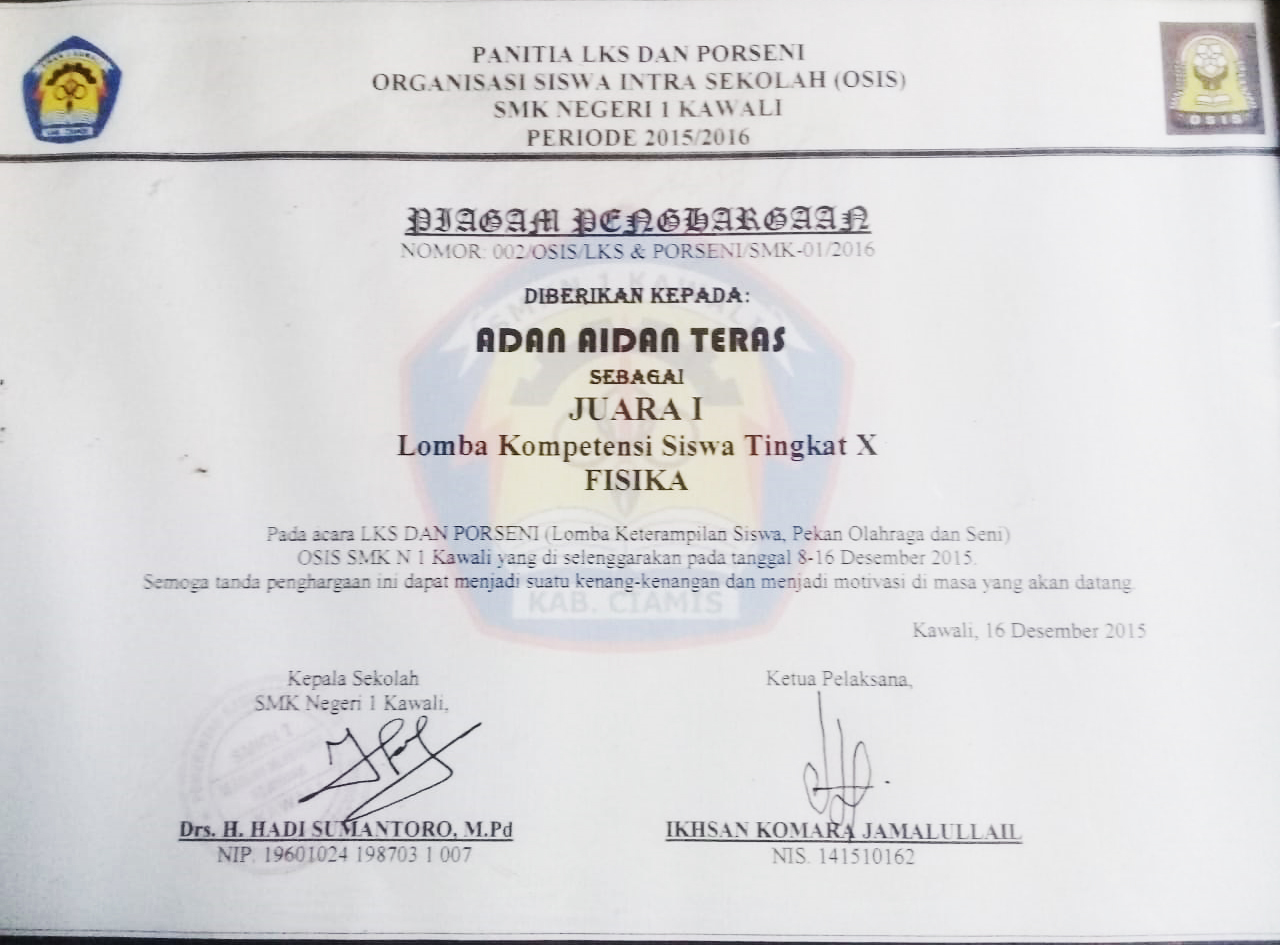 PANITIA LKS DAN PORSENI
ORGANISASI SISWA INTRA SEKOLAH (OSIS)
SMK NEGERI 1 KAWALI
PERIODE 2015/2016
KAB. CIAMIS
OSIS
PIAGAM PENGHARGAAN
NOMOR: 002/OSIS/LKS & PORSENI/SMK-01/2016
SMKN 1 KAWALI
DIBERIKAN KEPADA:
ADAN AIDAN TERAS
SEBAGAI
JUARA I
Lomba Kompetensi Siswa Tingkat X
FISIKA
Pada acara LKS DAN PORSENI (Lomba Keterampilan Siswa, Pekan Olahraga dan Seni)
OSIS SMK N 1 Kawali yang di selenggarakan pada tanggal 8-16 Desember 2015.
Semoga tanda penghargaan ini dapat menjadi suatu kenang-kenangan dan menjadi motivasi di masa yang akan datang.
KAB. CIAMIS
Kawali, 16 Desember 2015
Kepala Sekolah
SMK Negeri 1 Kawali,
Drs. H. HADI SUMANTORO, M.Pd
NIP. 19601024 198703 1 007
Ketua Pelaksana,
IKHSAN KOMARA JAMALULLAIL
NIS. 141510162